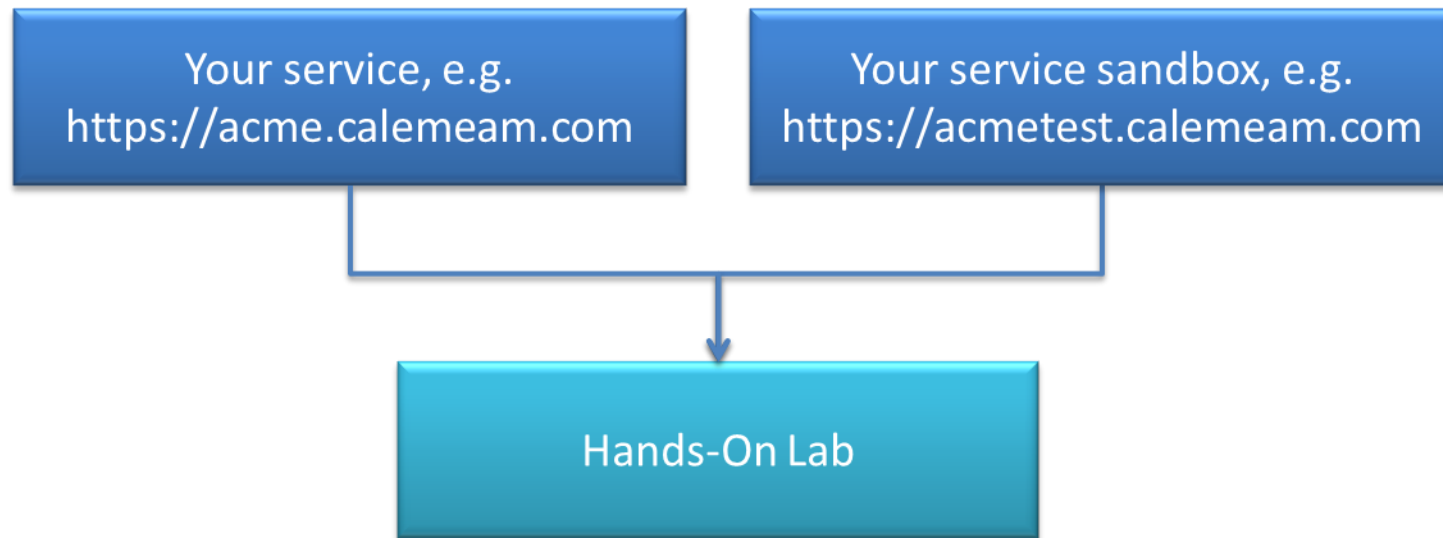 Your service, e.g.
https://acme.calemeam.com
Your service sandbox, e.g.
https://acmetest.calemeam.com
Hands-On Lab